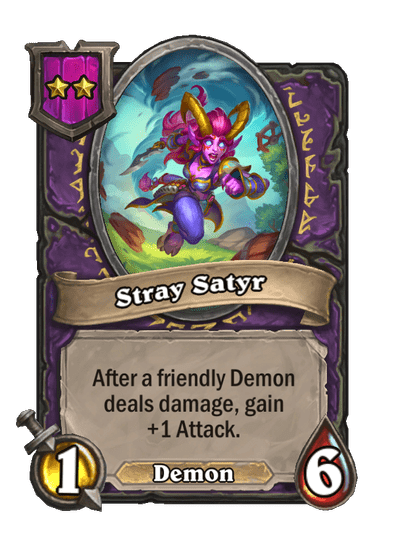 Stray Satyr
After a friendly Demon
deals damage, gain
+1 Attack.
1
Demon
6